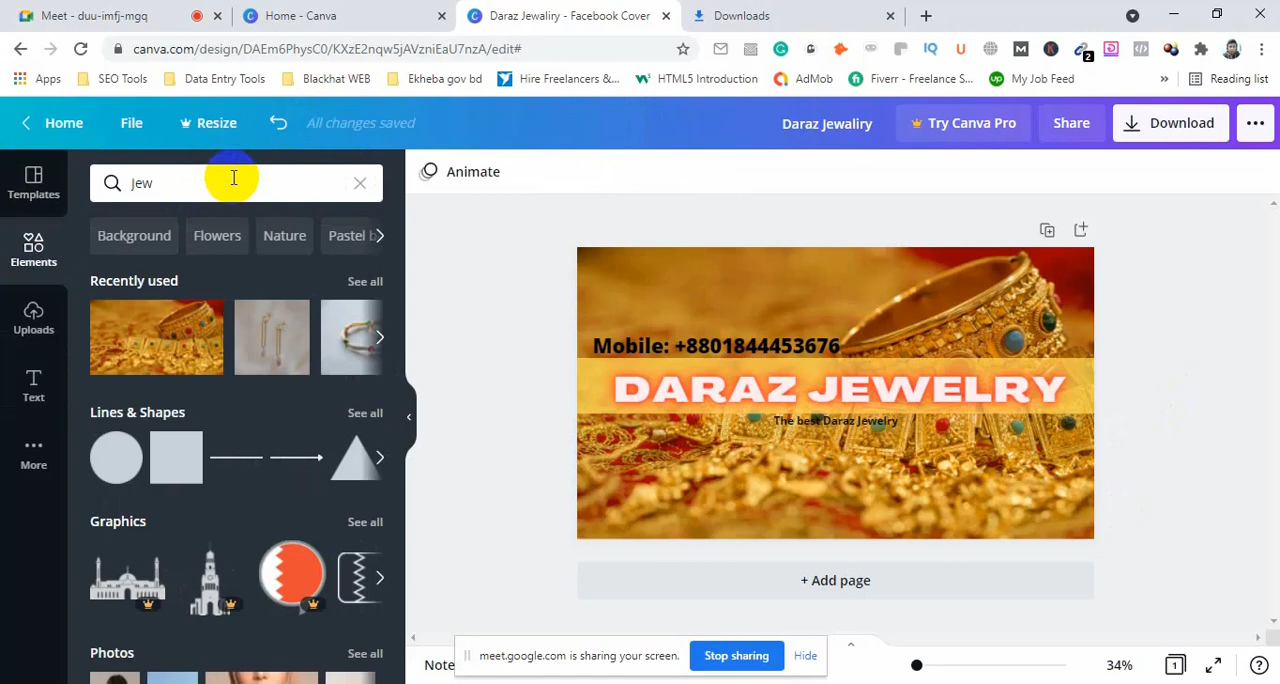 Meet - duu-imfj-mgq
Home - Canva
Daraz Jewaliry - Facebook Cover
Downloads
canva.com/design/DAEm6PhysC0/KXzE2nqw5jAVzniEaU7nzA/edit#
Apps SEO Tools Data Entry Tools Blackhat WEB Ekheba gov bd Hire Freelancers &... HTML5 Introduction AdMob Fiverr - Freelance S... My Job Feed » Reading list
Home File Resize All changes saved Daraz Jewaliry Try Canva Pro Share Download
Templates
Elements
Uploads
Text
More
Jew
Background Flowers Nature Pastel b
Recently used See all
Lines & Shapes See all
Graphics See all
Photos See all
Animate
Mobile: +8801844453676
DARAZ JEWELRY
The best Daraz Jewelry
+ Add page
meet.google.com is sharing your screen. Stop sharing Hide
Note
34%
1
2